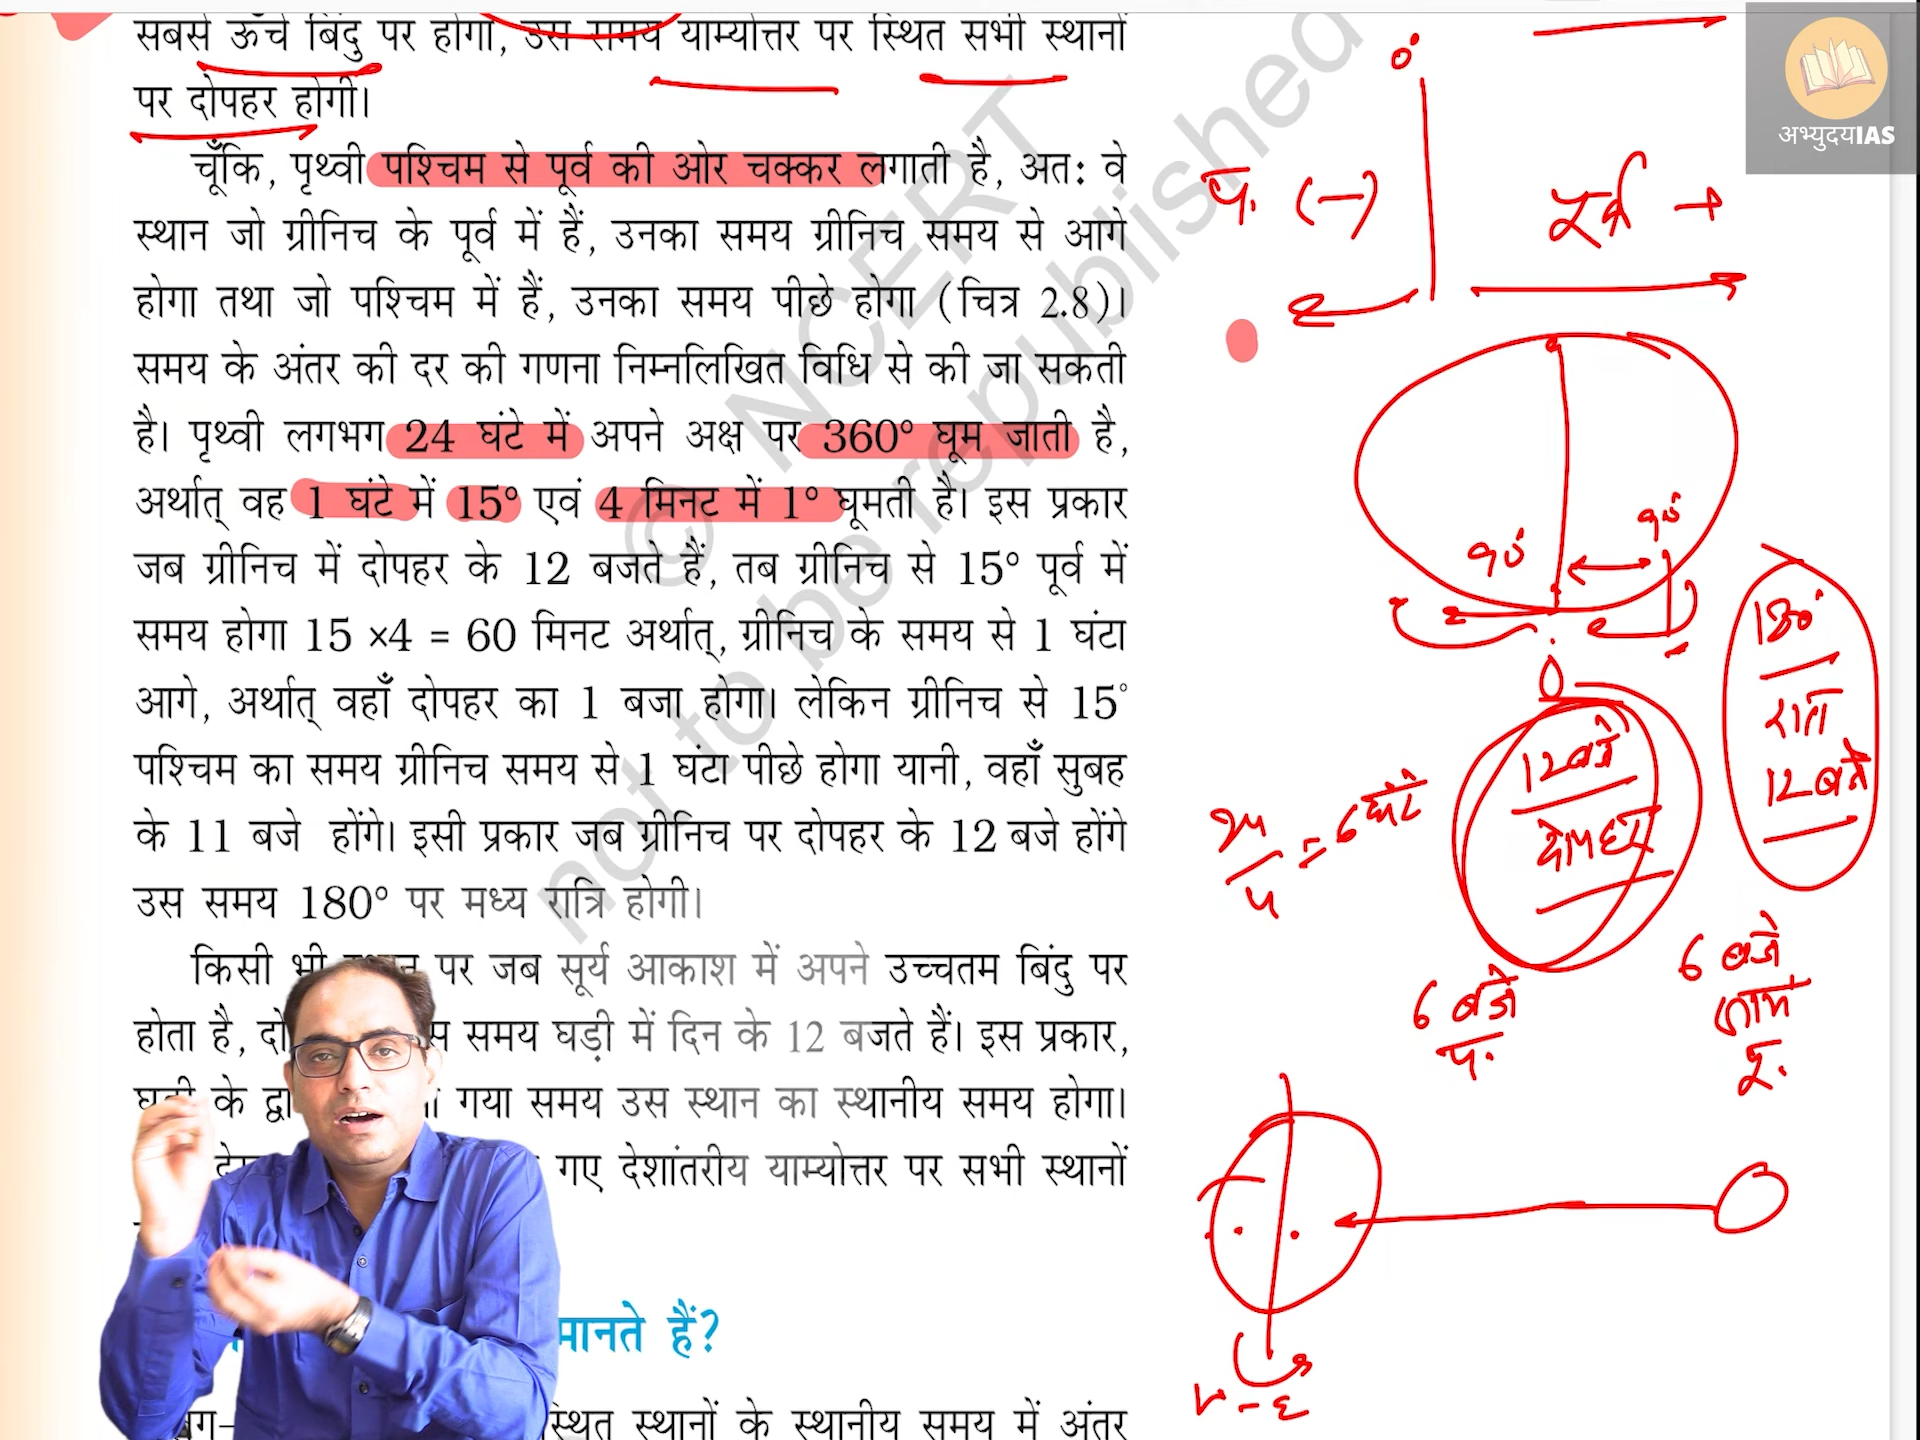 सबसे ऊँचे बिंदु पर होगा, उस समय याम्योत्तर पर स्थित सभी स्थानों
पर दोपहर होगी।
चूँकि, पृथ्वी पश्चिम से पूर्व की ओर चक्कर लगाती है, अतः वे
स्थान जो ग्रीनिच के पूर्व में हैं, उनका समय ग्रीनिच समय से आगे
होगा तथा जो पश्चिम में हैं, उनका समय पीछे होगा (चित्र 2.8)।
समय के अंतर की दर की गणना निम्नलिखित विधि से की जा सकती
है। पृथ्वी लगभग 24 घंटे में अपने अक्ष पर 360° घूम जाती है,
अर्थात् वह 1 घंटे में 15° एवं 4 मिनट में 1° घूमती है। इस प्रकार
जब ग्रीनिच में दोपहर के 12 बजते हैं, तब ग्रीनिच से 15° पूर्व में
समय होगा 15 ×4 = 60 मिनट अर्थात्, ग्रीनिच के समय से 1 घंटा
आगे, अर्थात् वहाँ दोपहर का 1 बजा होगा। लेकिन ग्रीनिच से 15°
पश्चिम का समय ग्रीनिच समय से 1 घंटा पीछे होगा यानी, वहाँ सुबह
के 11 बजे होंगे। इसी प्रकार जब ग्रीनिच पर दोपहर के 12 बजे होंगे
उस समय 180° पर मध्य रात्रि होगी।
किसी भी पर जब सूर्य आकाश में अपने उच्चतम बिंदु पर
होता है, समय घड़ी में दिन के 12 बजते हैं। इस प्रकार,
के गया समय उस स्थान का स्थानीय समय होगा।
गए देशांतरीय याम्योत्तर पर सभी स्थानों
मानते हैं?
स्थित स्थानों के स्थानीय समय में अंतर
© NCERT
not to be republished
अभ्युदयIAS
0°
प. (–)
पूर्व
90° 90°
0
12 बजे
दोपहर
180°
रात
12 बजे
= 6 घंटे
6 बजे
प.
6 बजे
शाम
पू.
W - E